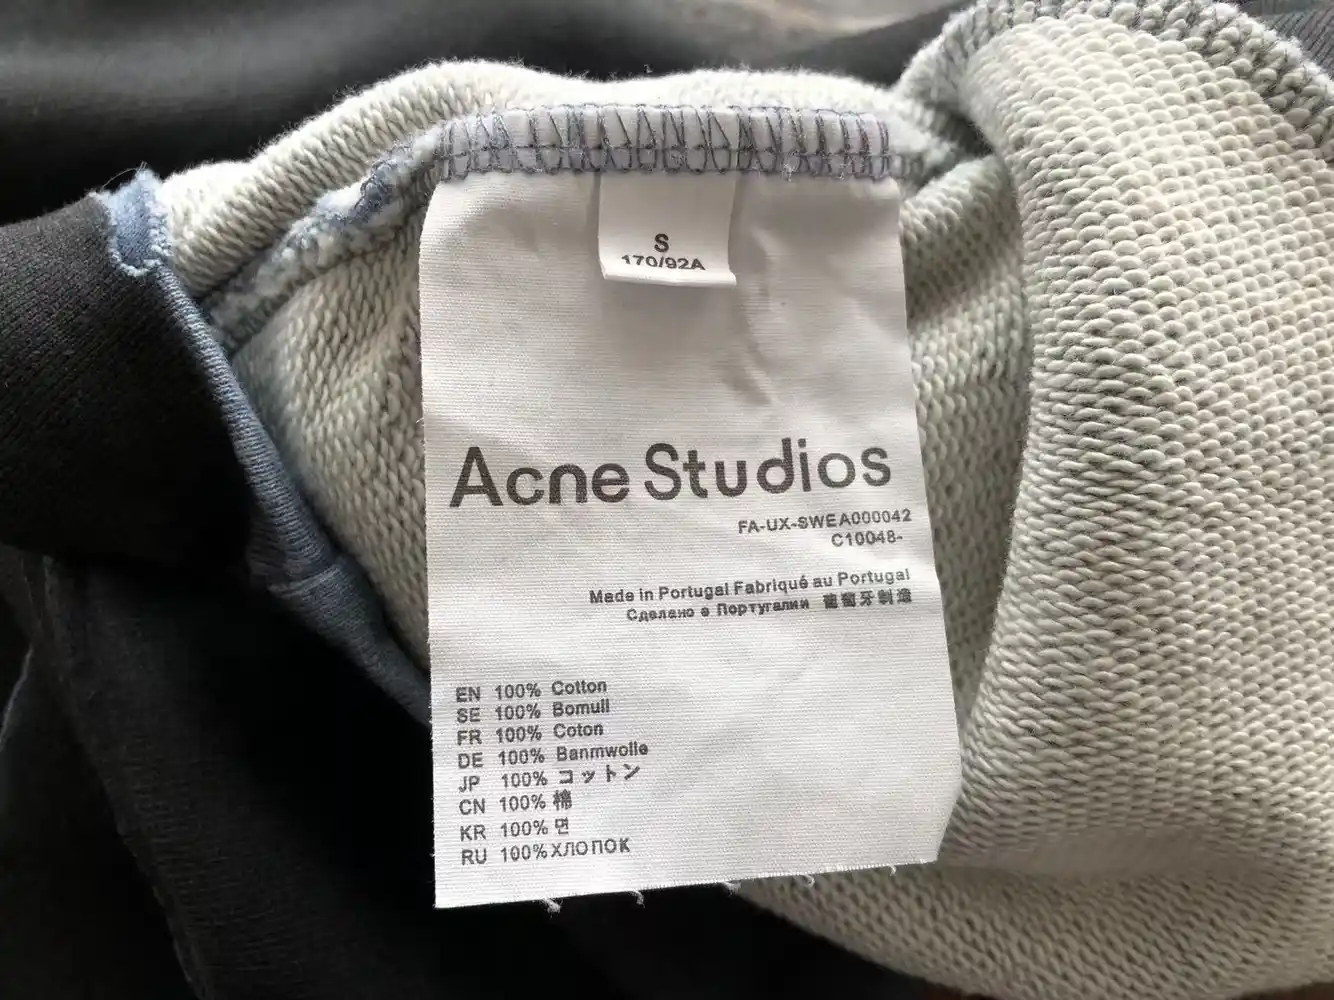 S
170/92A
Acne Studios
FA-UX-SWEA000042
C10048-
Made in Portugal Fabriqué au Portugal
Сделано в Португалии 葡萄牙制造
EN 100% Cotton
SE 100% Bomull
FR 100% Coton
DE 100% Banmwolle
JP 100% コットン
CN 100% 棉
KR 100% 면
RU 100% ХЛОПОК